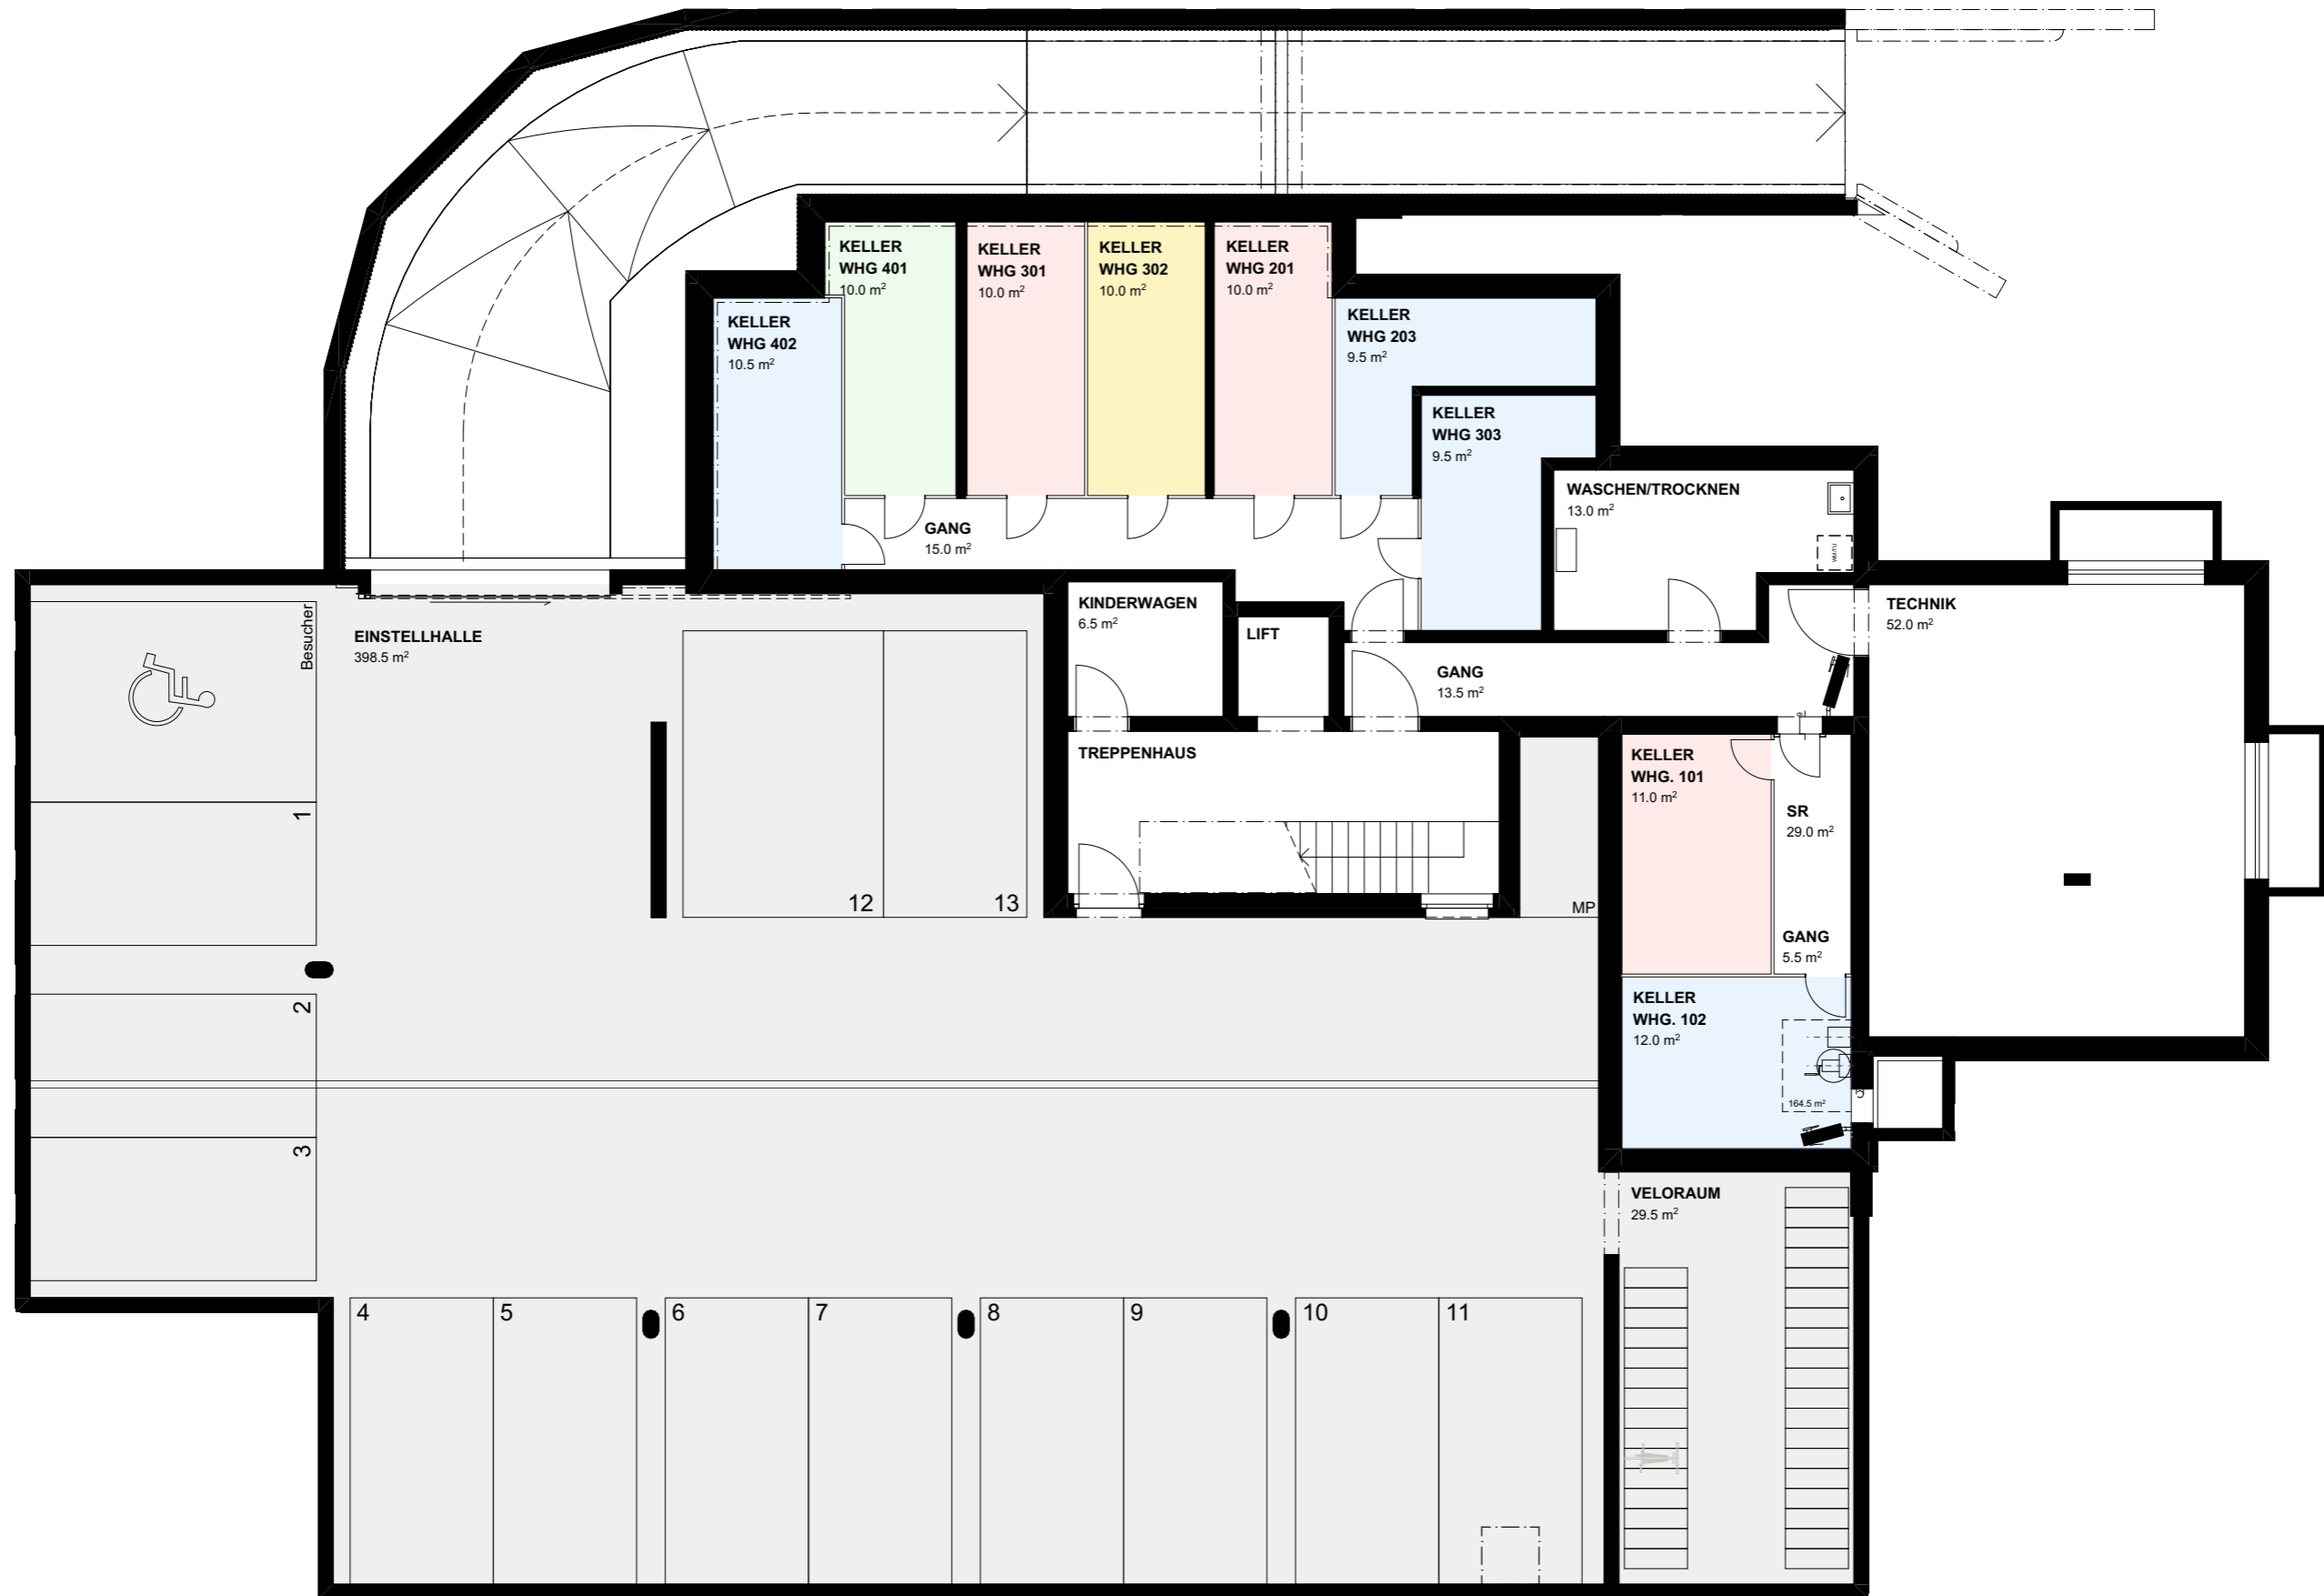 KELLER
WHG 401
10.0 m²
KELLER
WHG 301
10.0 m²
KELLER
WHG 302
10.0 m²
KELLER
WHG 201
10.0 m²
KELLER
WHG 402
10.5 m²
KELLER
WHG 203
9.5 m²
KELLER
WHG 303
9.5 m²
WASCHEN/TROCKNEN
13.0 m²
WA/TU
GANG
15.0 m²
KINDERWAGEN
6.5 m²
LIFT
TECHNIK
52.0 m²
Besucher
EINSTELLHALLE
398.5 m²
GANG
13.5 m²
TREPPENHAUS
KELLER
WHG. 101
11.0 m²
SR
29.0 m²
1
12
13
MP
GANG
5.5 m²
2
KELLER
WHG. 102
12.0 m²
164.5 m²
3
VELORAUM
29.5 m²
4
5
6
7
8
9
10
11